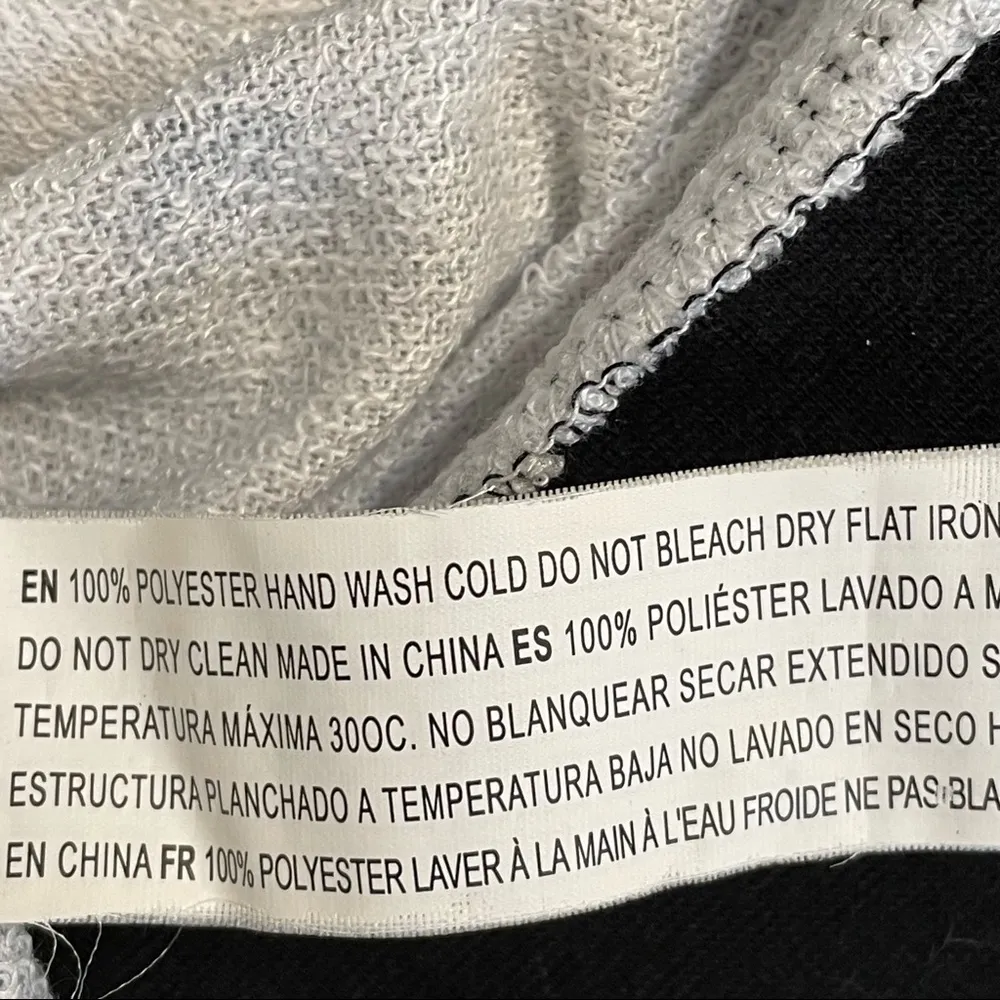 EN 100% POLYESTER HAND WASH COLD DO NOT BLEACH DRY FLAT IRON
DO NOT DRY CLEAN MADE IN CHINA ES 100% POLIÉSTER LAVADO A
TEMPERATURA MÁXIMA 30OC. NO BLANQUEAR SECAR EXTENDIDO
ESTRUCTURA PLANCHADO A TEMPERATURA BAJA NO LAVADO EN SECO
EN CHINA FR 100% POLYESTER LAVER À LA MAIN À L'EAU FROIDE NE PAS